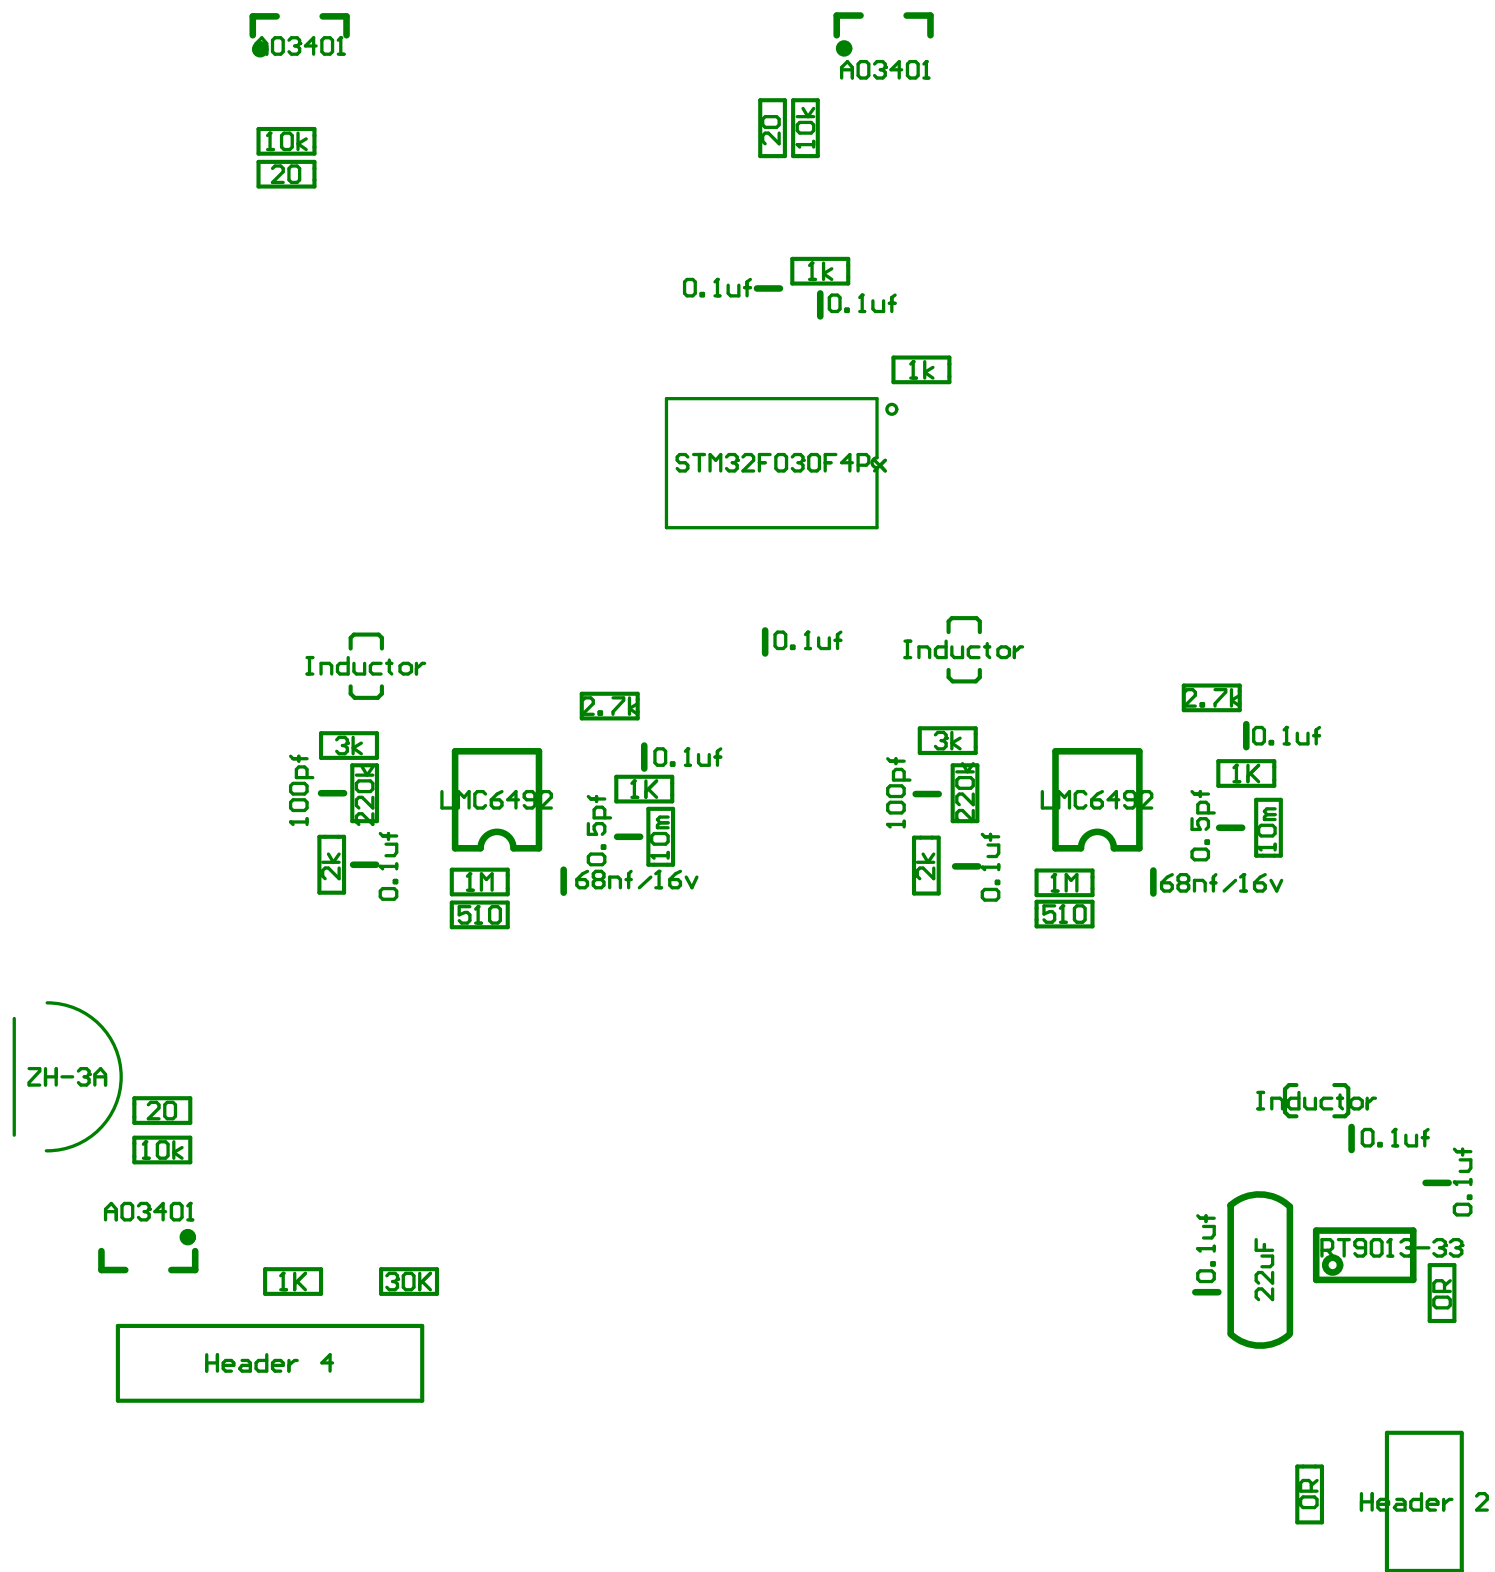 AO3401
AO3401
20
10k
10k
20
1k
0.1uf
0.1uf
1k
STM32F030F4Px
0.1uf
Inductor
Inductor
2.7k
2.7k
3k
0.1uf
3k
0.1uf
100pf
220k
LMC6492
1K
0.5pf
10m
100pf
220k
LMC6492
1K
0.5pf
10m
2k
0.1uf
1M
68nf/16v
2k
0.1uf
1M
68nf/16v
510
510
ZH-3A
20
Inductor
10k
0.1uf
0.1uf
AO3401
0.1uf
22uF
RT9013-33
1K
30K
0R
Header 4
0R
Header 2